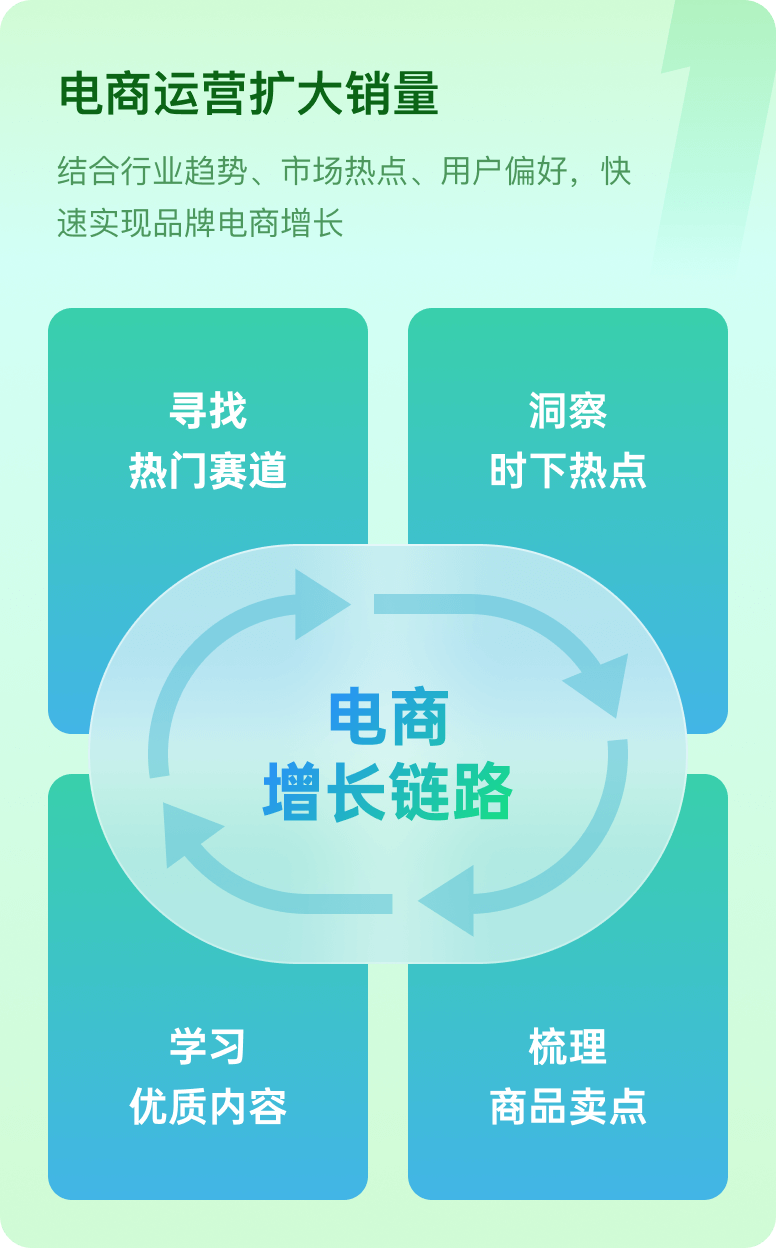 电商运营扩大销量
结合行业趋势、市场热点、用户偏好，快
速实现品牌电商增长
寻找
热门赛道
洞察
时下热点
电商
增长链路
学习
优质内容
梳理
商品卖点